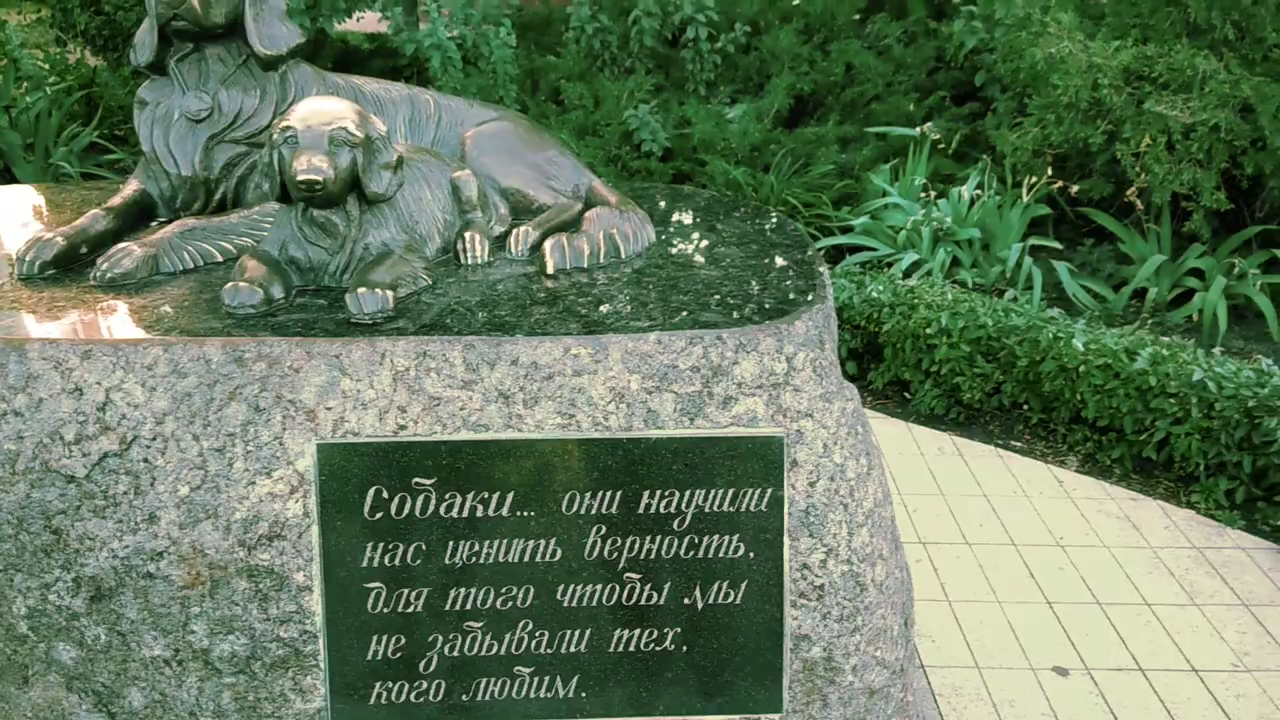 Собаки... они научили
нас ценить верность,
для того чтобы мы
не забывали тех,
кого любим.